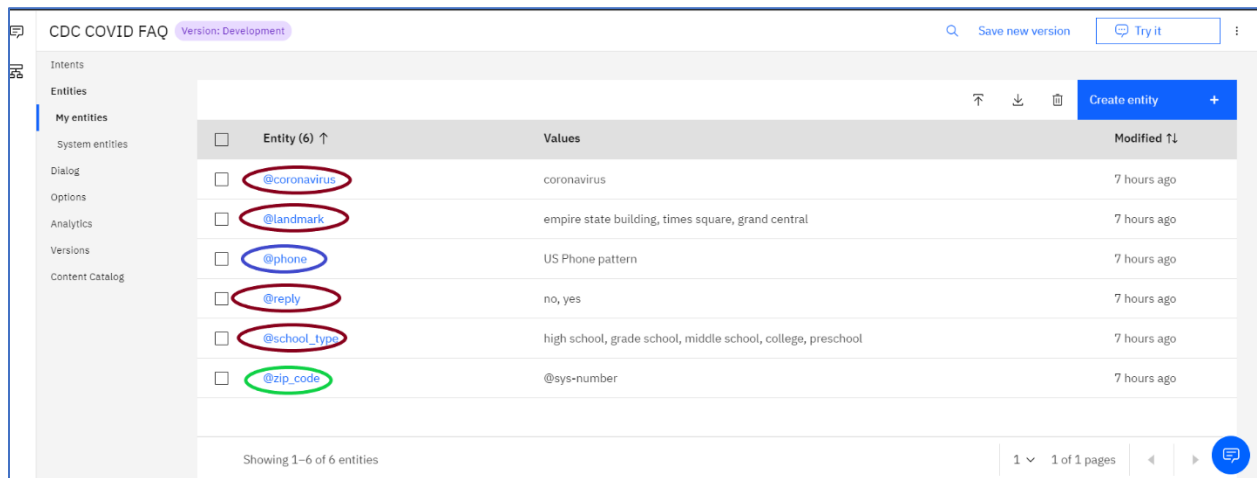 CDC COVID FAQ Version: Development Save new version Try it
Intents
Entities
My entities
System entities
Dialog
Options
Analytics
Versions
Content Catalog
Create entity +
Entity (6) ↑ Values Modified ↑↓
@coronavirus coronavirus 7 hours ago
@landmark empire state building, times square, grand central 7 hours ago
@phone US Phone pattern 7 hours ago
@reply no, yes 7 hours ago
@school_type high school, grade school, middle school, college, preschool 7 hours ago
@zip_code @sys-number 7 hours ago
Showing 1–6 of 6 entities 1 1 of 1 pages